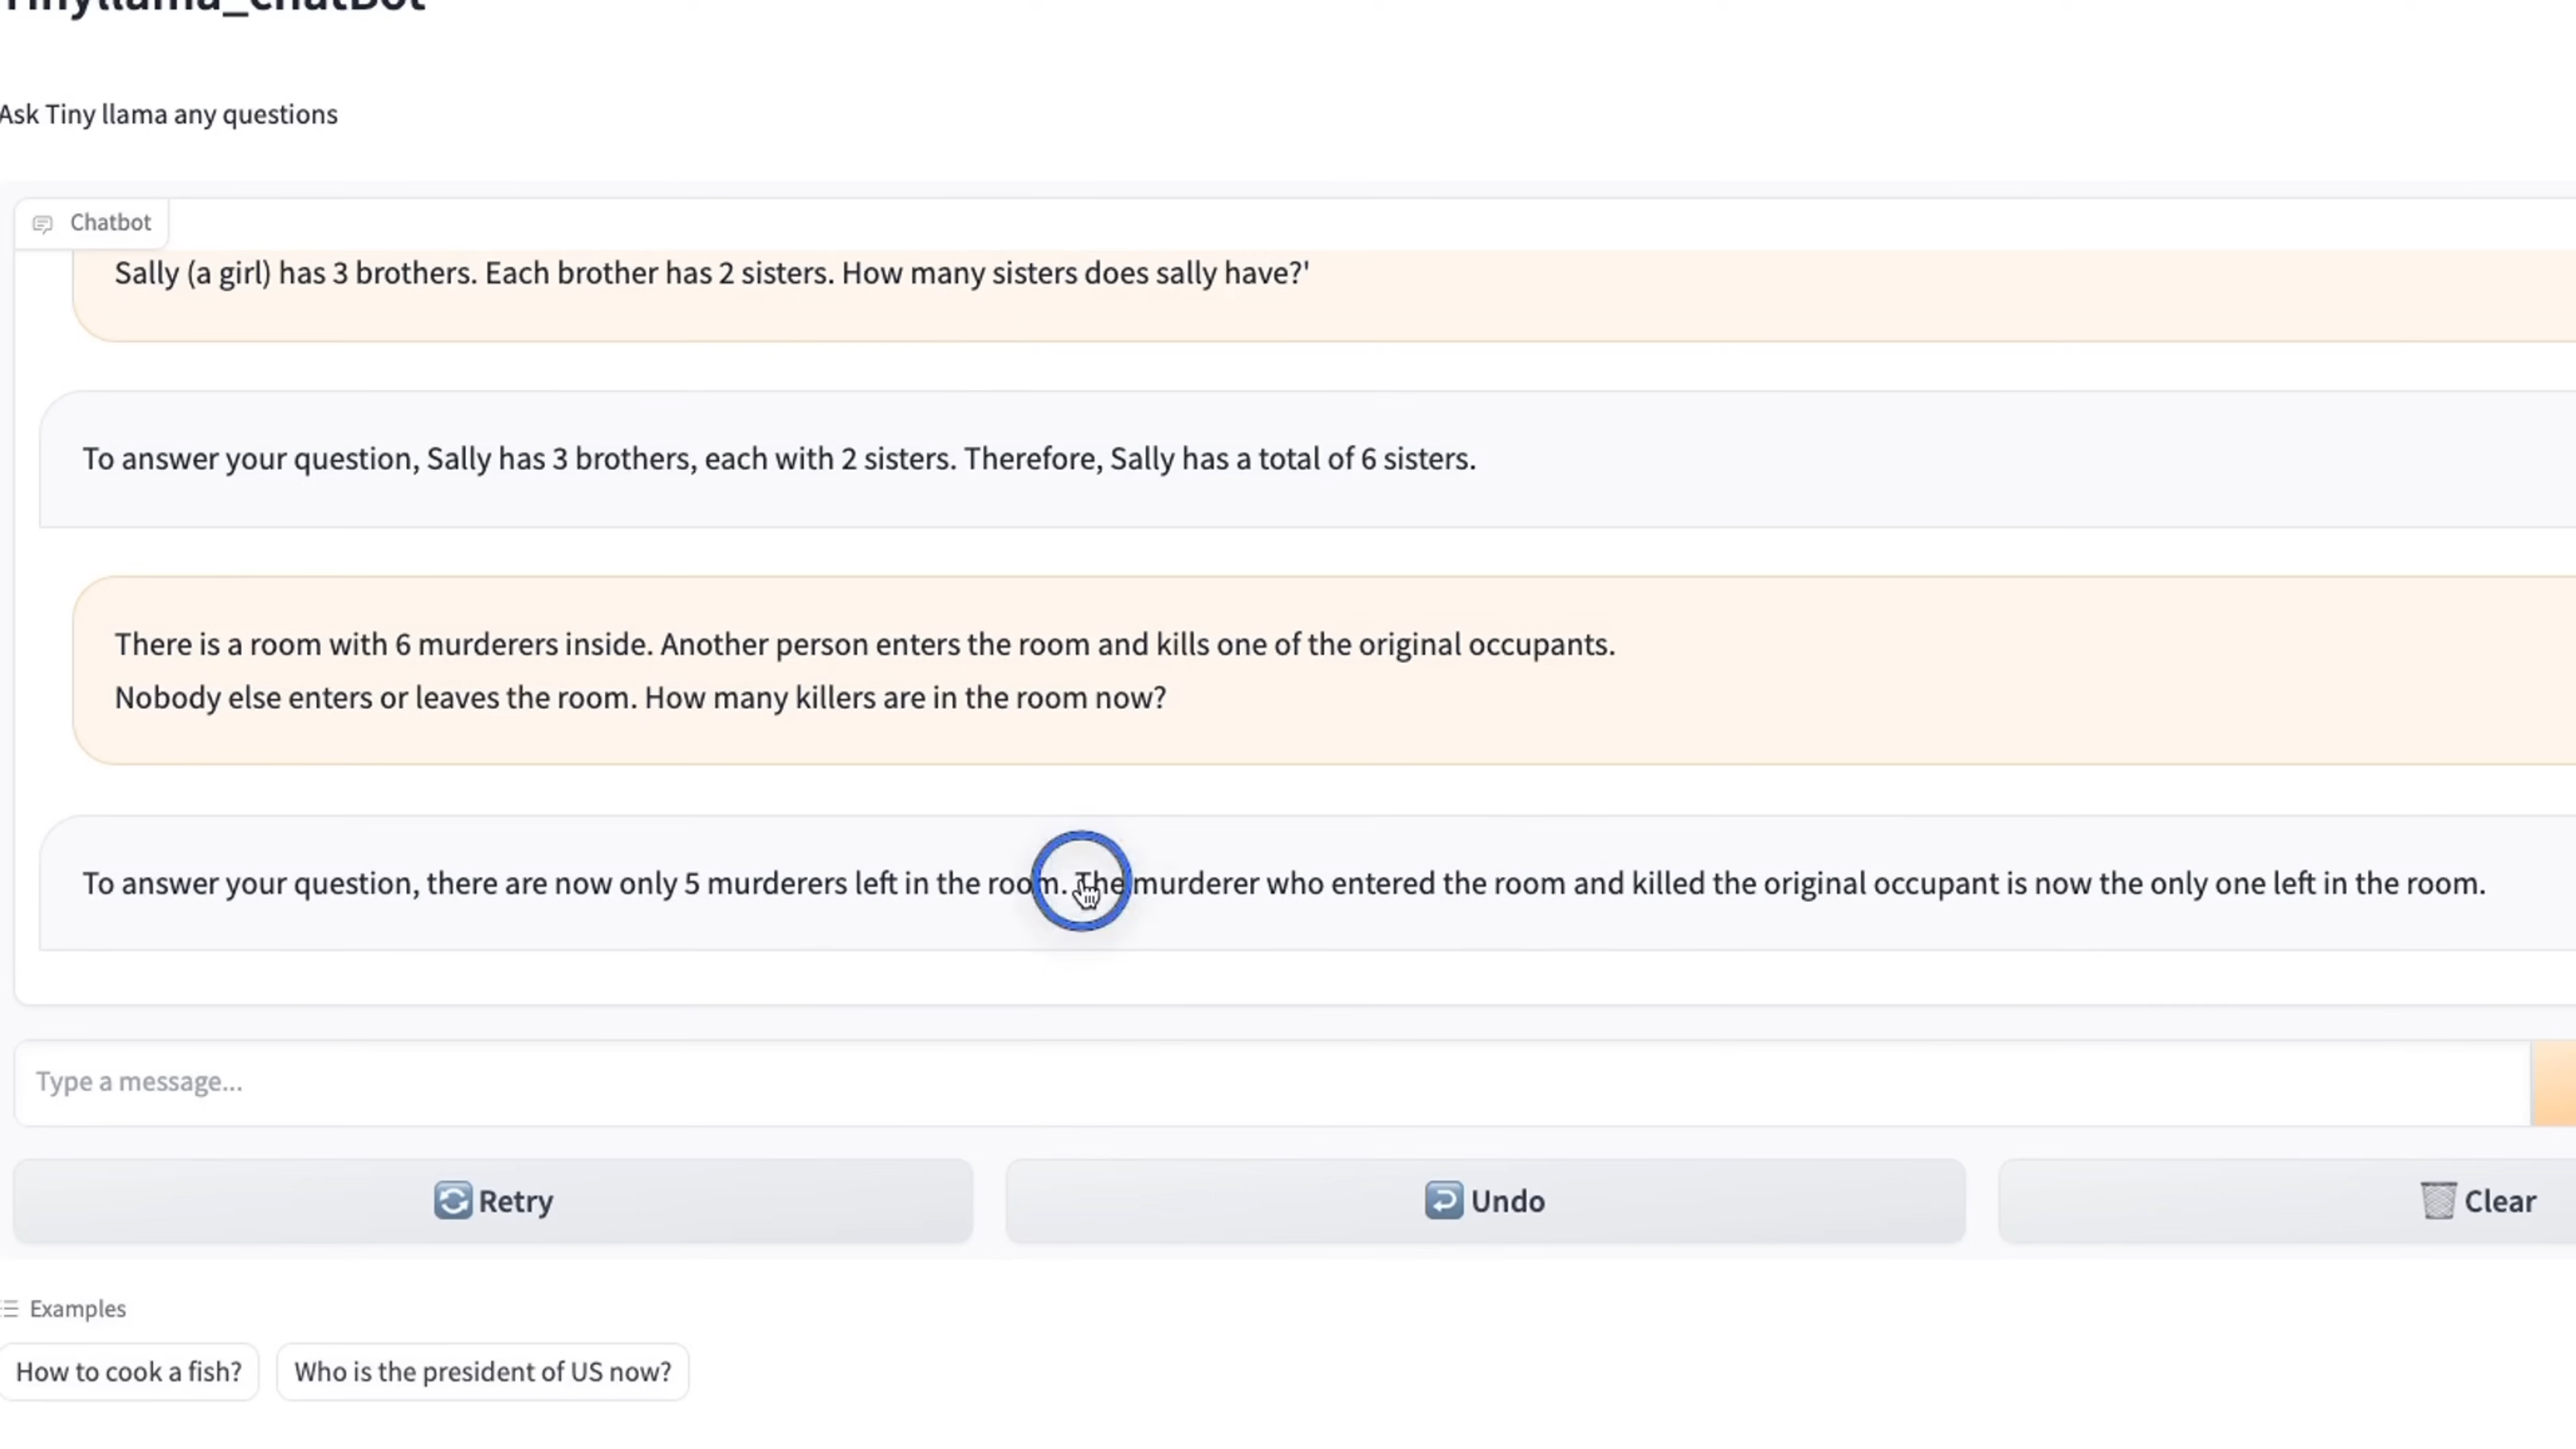 Tinyllama_chatBot
Ask Tiny llama any questions
Chatbot
Sally (a girl) has 3 brothers. Each brother has 2 sisters. How many sisters does sally have?'
To answer your question, Sally has 3 brothers, each with 2 sisters. Therefore, Sally has a total of 6 sisters.
There is a room with 6 murderers inside. Another person enters the room and kills one of the original occupants.
Nobody else enters or leaves the room. How many killers are in the room now?
To answer your question, there are now only 5 murderers left in the room. The murderer who entered the room and killed the original occupant is now the only one left in the room.
Type a message...
Retry
Undo
Clear
Examples
How to cook a fish?
Who is the president of US now?